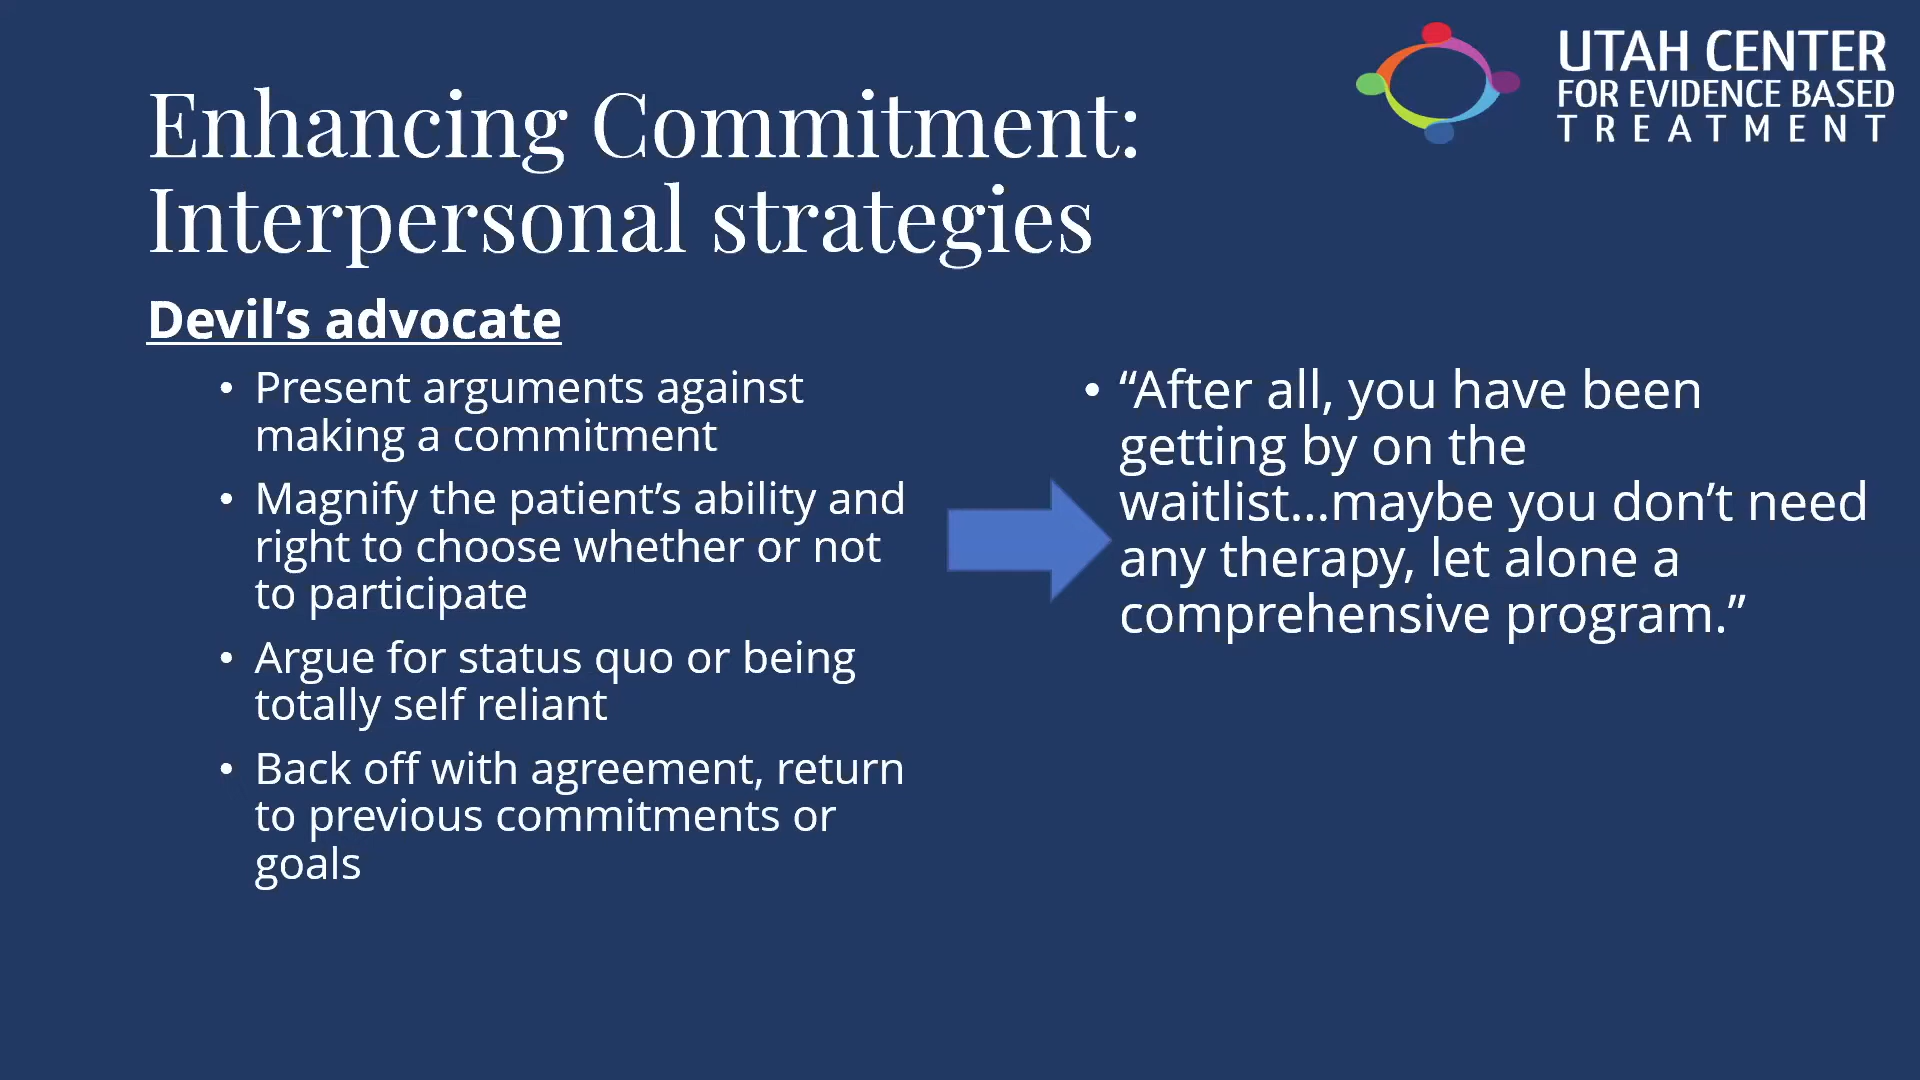 UTAH CENTER
FOR EVIDENCE BASED
TREATMENT
Enhancing Commitment:
Interpersonal strategies
Devil’s advocate
• Present arguments against
making a commitment
• Magnify the patient’s ability and
right to choose whether or not
to participate
• Argue for status quo or being
totally self reliant
• Back off with agreement, return
to previous commitments or
goals
• “After all, you have been
getting by on the
waitlist...maybe you don’t need
any therapy, let alone a
comprehensive program.”